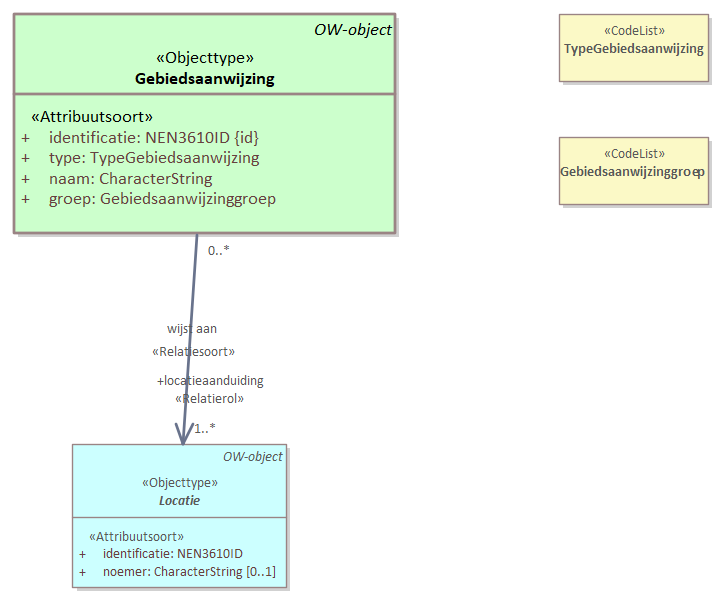 OW-object
«Objecttype»
Gebiedsaanwijzing
«Attribuutsoort»
+ identificatie: NEN3610ID {id}
+ type: TypeGebiedsaanwijzing
+ naam: CharacterString
+ groep: Gebiedsaanwijzinggroep
«CodeList»
TypeGebiedsaanwijzing
«CodeList»
Gebiedsaanwijzinggroep
0..*
wijst aan
«Relatiesoort»
+locatieaanduiding
«Relatierol»
1..*
OW-object
«Objecttype»
Locatie
«Attribuutsoort»
+ identificatie: NEN3610ID
+ noemer: CharacterString [0..1]